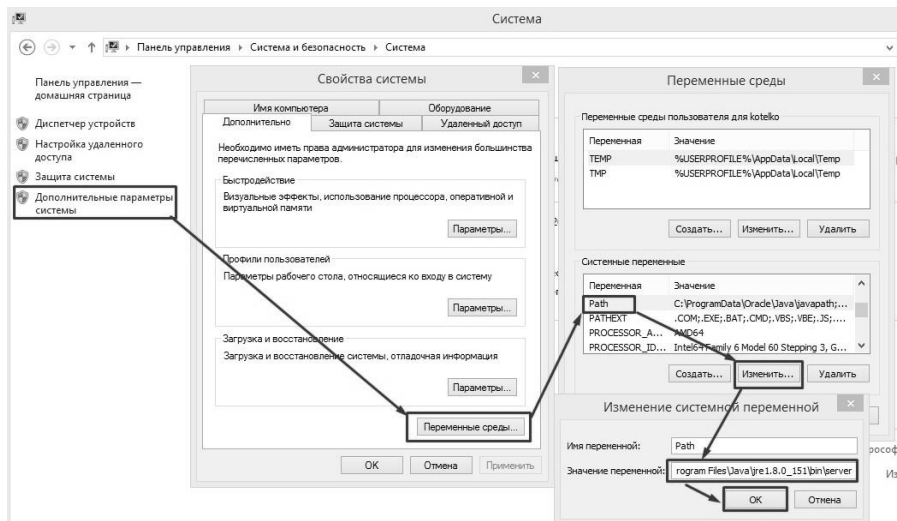 Система
Панель управления
Система и безопасность
Система
Панель управления —
домашняя страница
Диспетчер устройств
Настройка удаленного
доступа
Защита системы
Дополнительные параметры
системы
Свойства системы
Имя компьютера
Оборудование
Дополнительно
Защита системы
Удаленный доступ
Необходимо иметь права администратора для изменения большинства
перечисленных параметров.
Быстродействие
Визуальные эффекты, использование процессора, оперативной и
виртуальной памяти
Параметры...
Профили пользователей
Параметры рабочего стола, относящиеся ко входу в систему
Параметры...
Загрузка и восстановление
Загрузка и восстановление системы, отладочная информация
Параметры...
Переменные среды...
OK
Отмена
Применить
Переменные среды
Переменные среды пользователя для kotelko
Переменная Значение
TEMP %USERPROFILE%\AppData\Local\Temp
TMP %USERPROFILE%\AppData\Local\Temp
Создать...
Изменить...
Удалить
Системные переменные
Переменная Значение
Path C:\ProgramData\Oracle\Java\javapath;...
PATHEXT .COM;.EXE;.BAT;.CMD;.VBS;.VBE;.JS;....
PROCESSOR_A... AMD64
PROCESSOR_ID... Intel64 Family 6 Model 60 Stepping 3, G...
Создать...
Изменить...
Удалить
Изменение системной переменной
Имя переменной: Path
Значение переменной: rogram Files\Java\jre1.8.0_151\bin\server
OK
Отмена